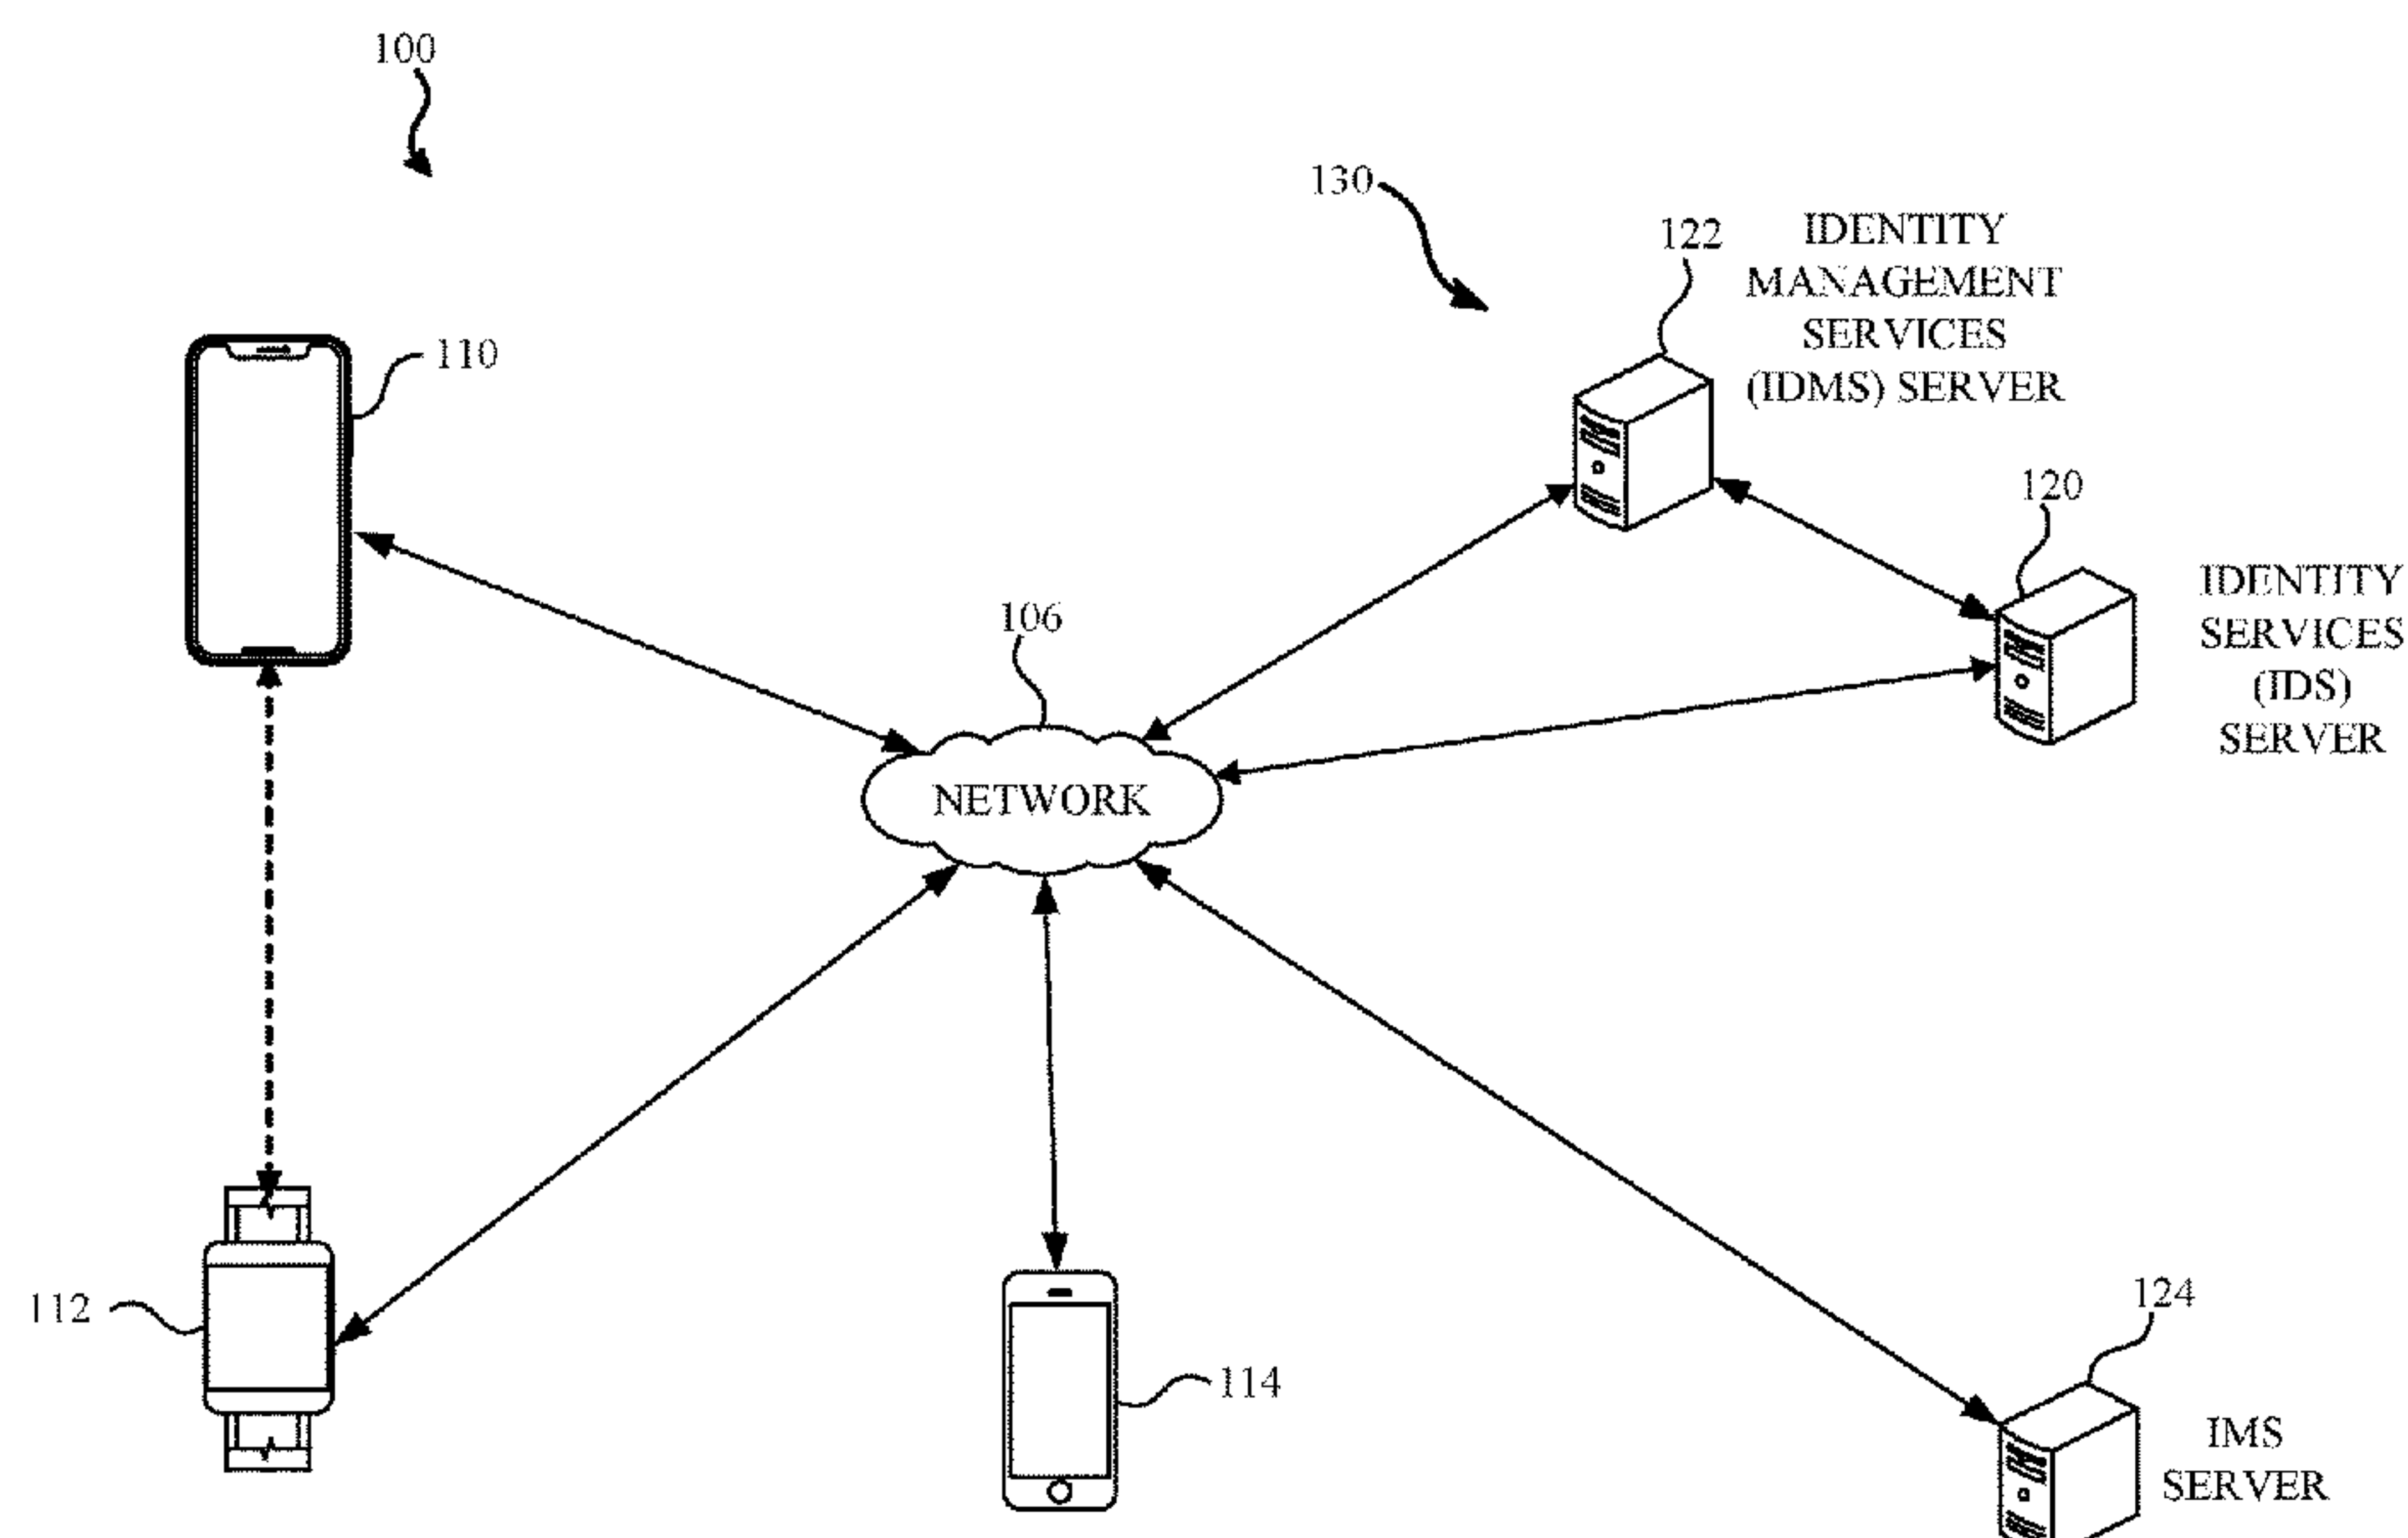 100
130
122
IDENTITY
MANAGEMENT
SERVICES
(IDMS) SERVER
110
120
IDENTITY
SERVICES
(IDS)
SERVER
106
NETWORK
112
114
124
IMS
SERVER